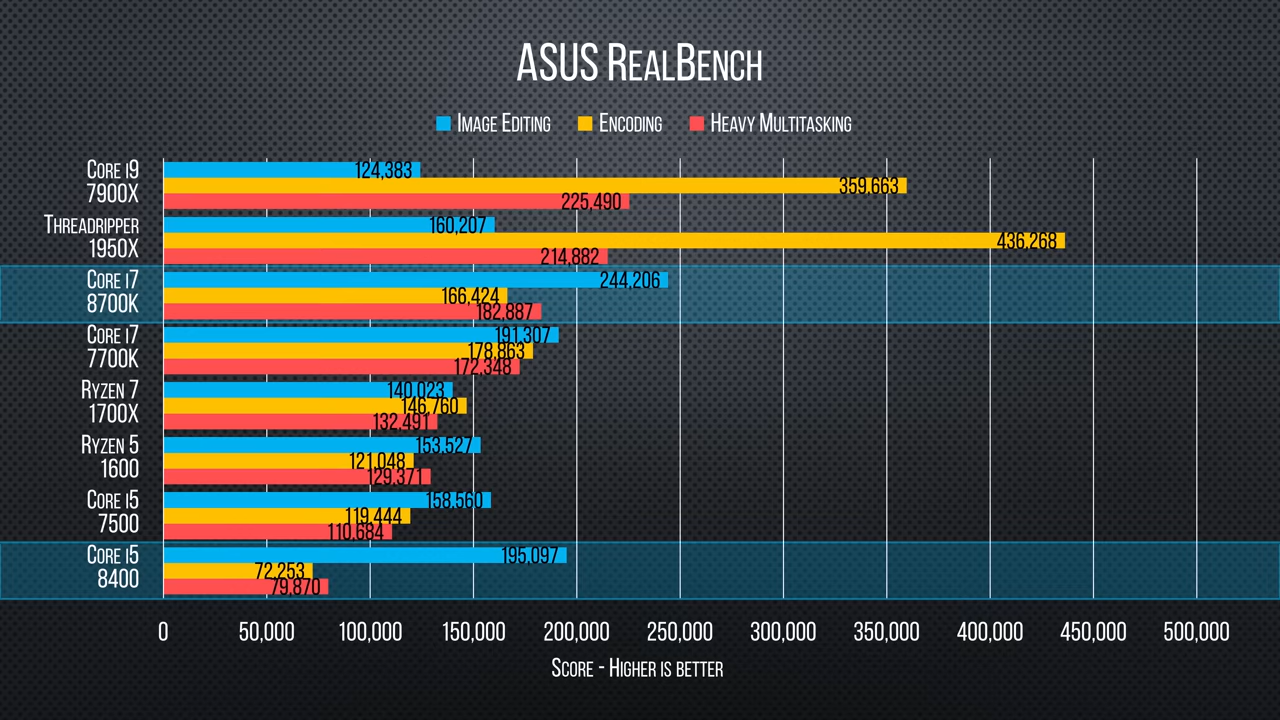 ASUS RealBench
Image Editing Encoding Heavy Multitasking
Core i9
7900X
124,383
359,663
225,490
Threadripper
1950X
160,207
436,268
214,882
Core i7
8700K
244,206
166,424
182,887
Core i7
7700K
191,307
178,863
172,348
Ryzen 7
1700X
140,023
146,760
132,491
Ryzen 5
1600
153,527
121,048
129,371
Core i5
7500
158,560
119,444
110,684
Core i5
8400
195,097
72,253
79,870
0 50,000 100,000 150,000 200,000 250,000 300,000 350,000 400,000 450,000 500,000
Score - Higher is better